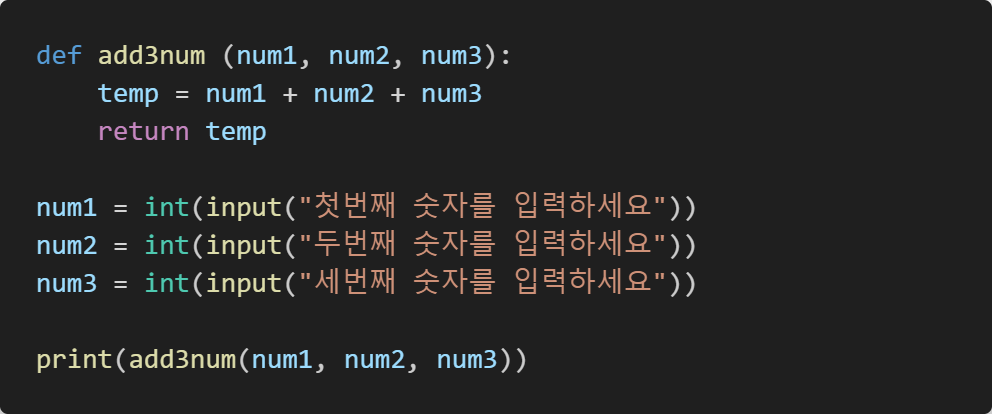 def add3num (num1, num2, num3):
    temp = num1 + num2 + num3
    return temp

num1 = int(input("첫번째 숫자를 입력하세요"))
num2 = int(input("두번째 숫자를 입력하세요"))
num3 = int(input("세번째 숫자를 입력하세요"))

print(add3num(num1, num2, num3))